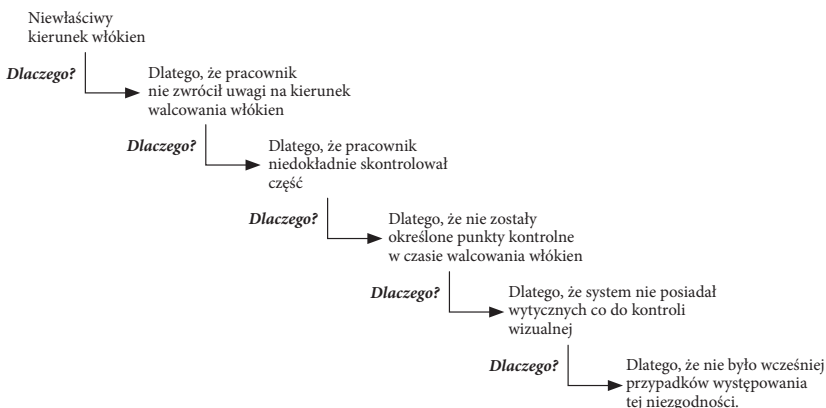 Niewłaściwy
kierunek włókien
Dlaczego?
Dlatego, że pracownik
nie zwrócił uwagi na kierunek
walcowania włókien
Dlaczego?
Dlatego, że pracownik
niedokładnie skontrolował
część
Dlaczego?
Dlatego, że nie zostały
określone punkty kontrolne
w czasie walcowania włókien
Dlaczego?
Dlatego, że system nie posiadał
wytycznych co do kontroli
wizualnej
Dlaczego?
Dlatego, że nie było wcześniej
przypadków występowania
tej niezgodności.